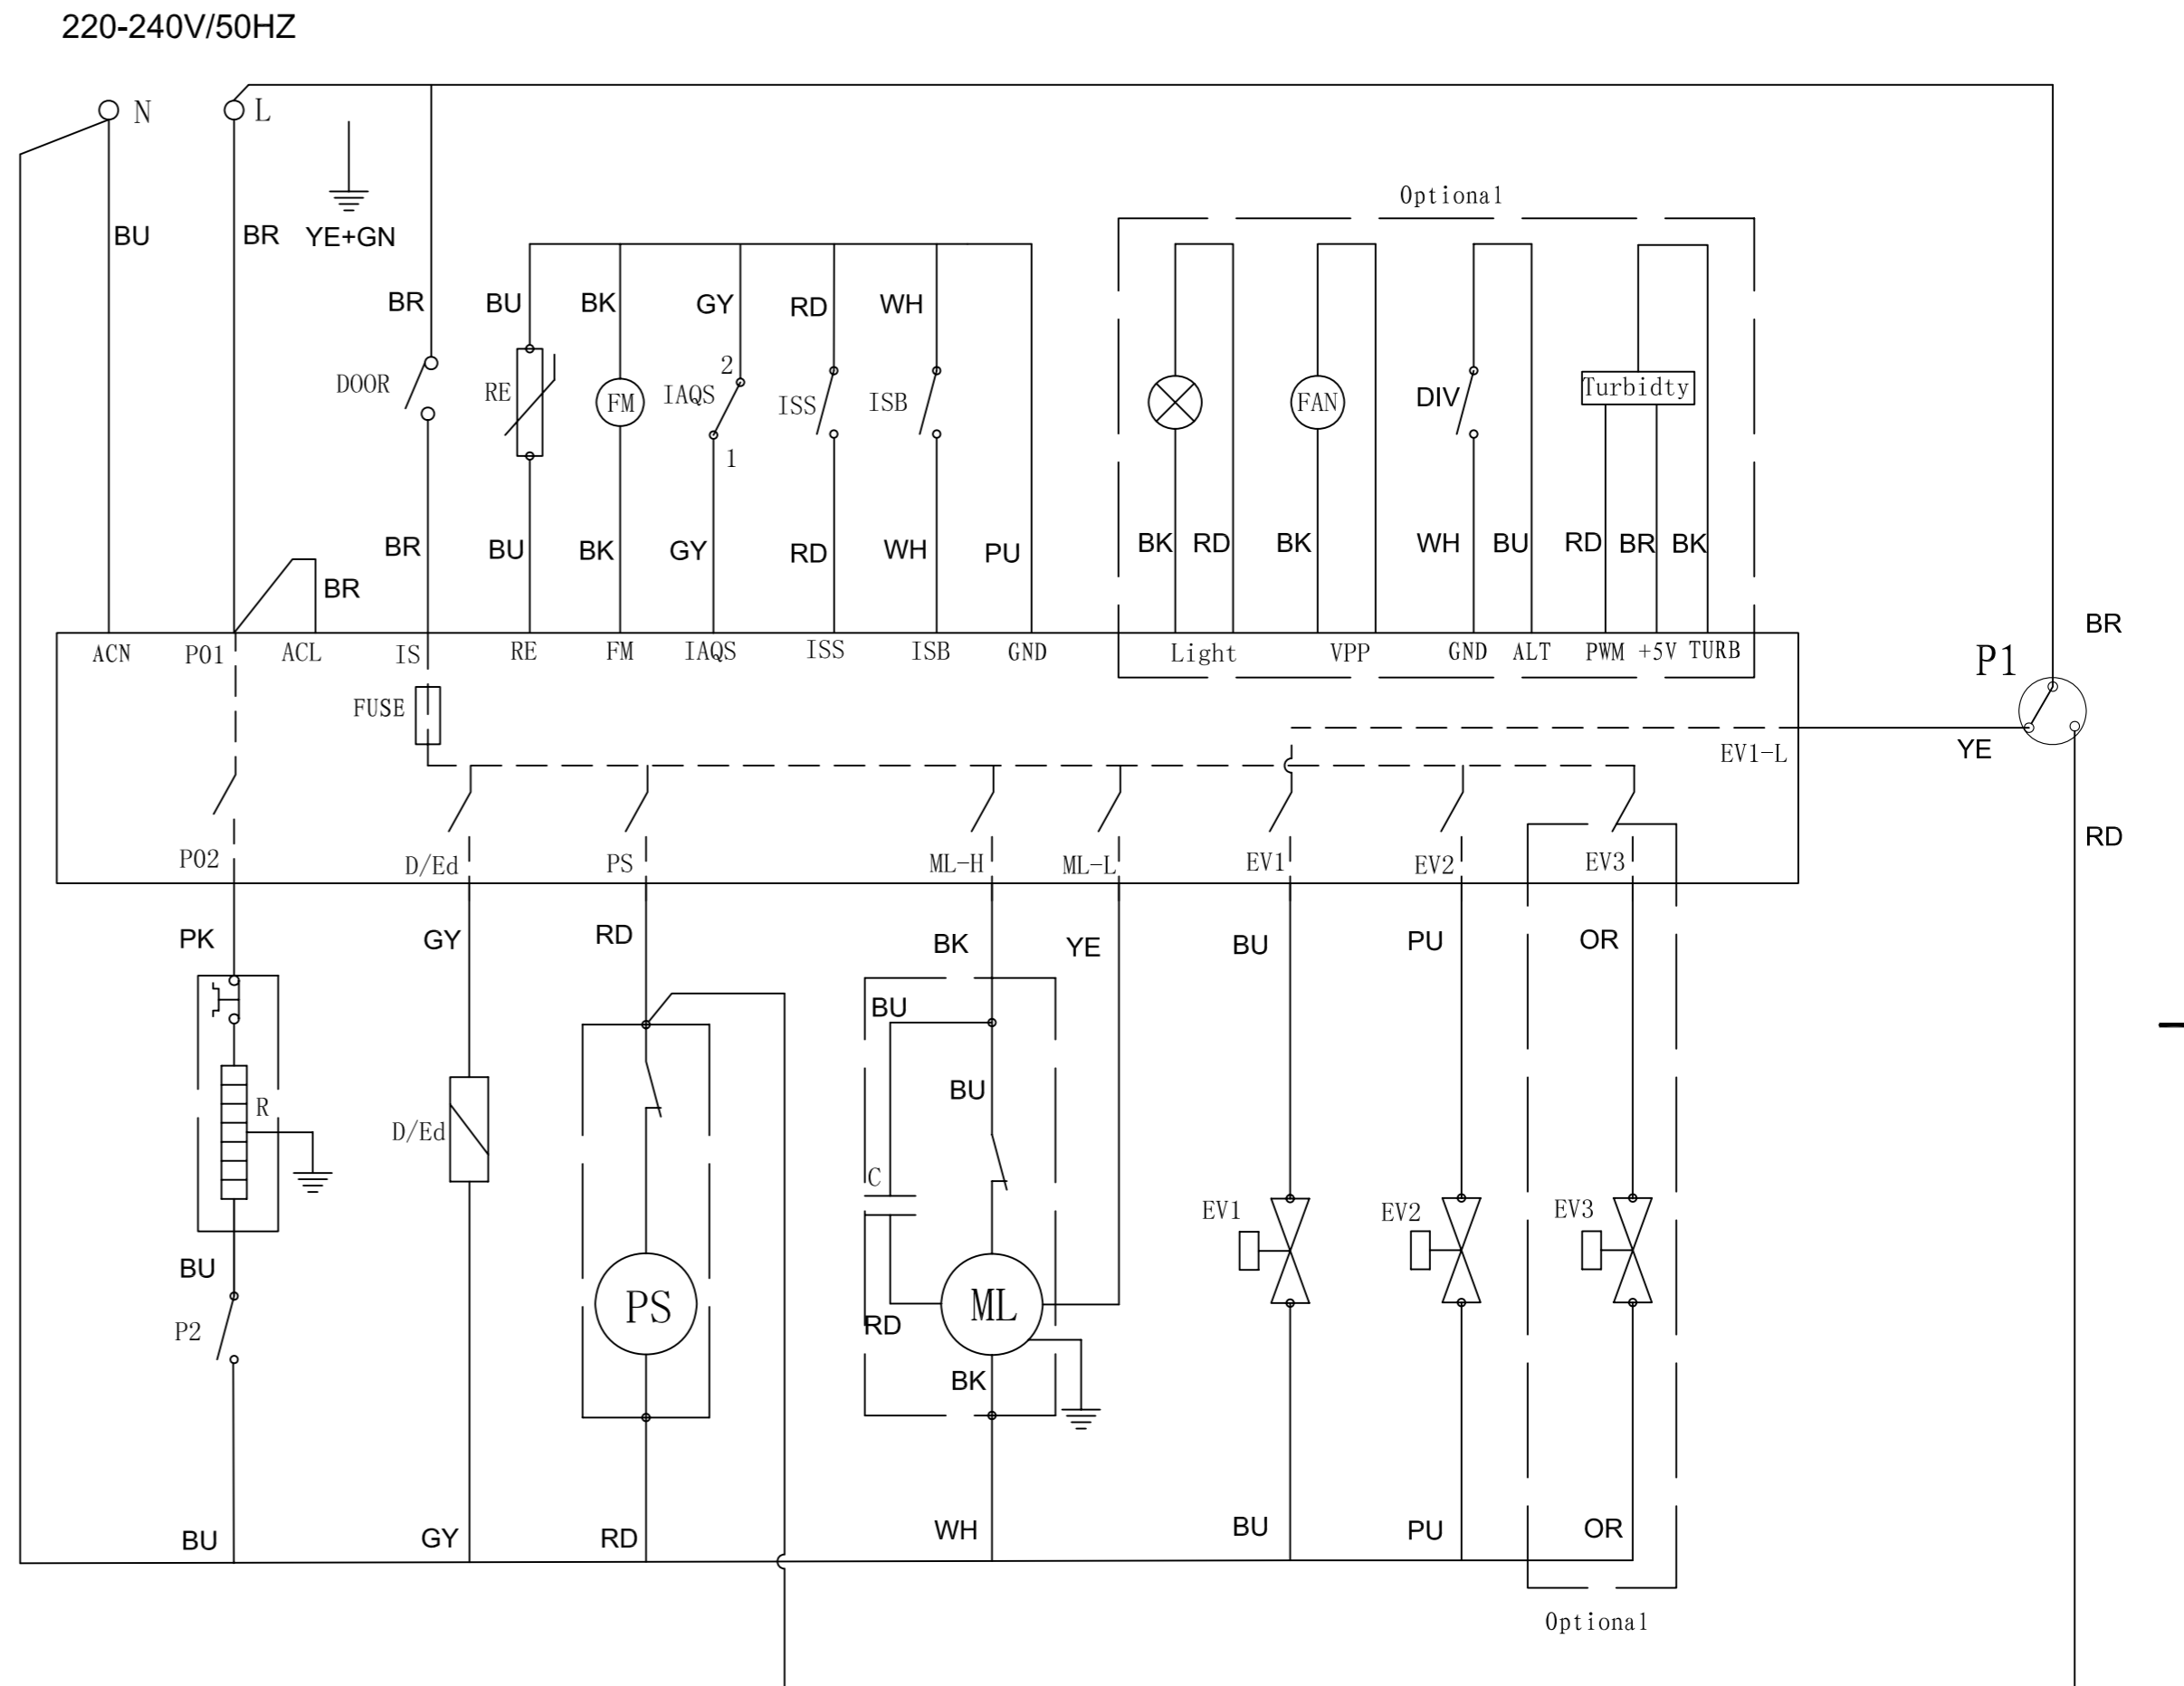 220-240V/50HZ
N
L
Optional
BU
BR
YE+GN
BR
BU
BK
GY
RD
WH
DOOR
RE
FM
IAQS
2
1
ISS
ISB
FAN
DIV
Turbidty
BR
BR
BU
BK
GY
RD
WH
PU
BK
RD
BK
WH
BU
RD
BR
BK
BR
ACN
P01
ACL
IS
RE
FM
IAQS
ISS
ISB
GND
Light
VPP
GND
ALT
PWM
+5V
TURB
P1
FUSE
EV1-L
YE
RD
P02
D/Ed
PS
ML-H
ML-L
EV1
EV2
EV3
PK
GY
RD
BK
YE
BU
PU
OR
BU
BU
R
D/Ed
C
EV1
EV2
EV3
BU
P2
PS
ML
RD
BK
BU
GY
RD
WH
BU
PU
OR
Optional